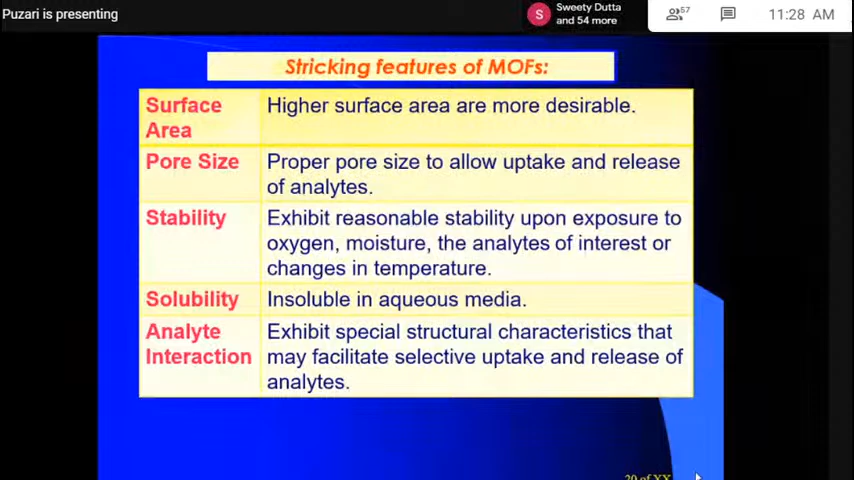 Puzari is presenting
S
Sweety Dutta
and 54 more
57
11:28 AM
Stricking features of MOFs:
Surface
Area
Higher surface area are more desirable.
Pore Size
Proper pore size to allow uptake and release
of analytes.
Stability
Exhibit reasonable stability upon exposure to
oxygen, moisture, the analytes of interest or
changes in temperature.
Solubility
Insoluble in aqueous media.
Analyte
Interaction
Exhibit special structural characteristics that
may facilitate selective uptake and release of
analytes.
20 of XX